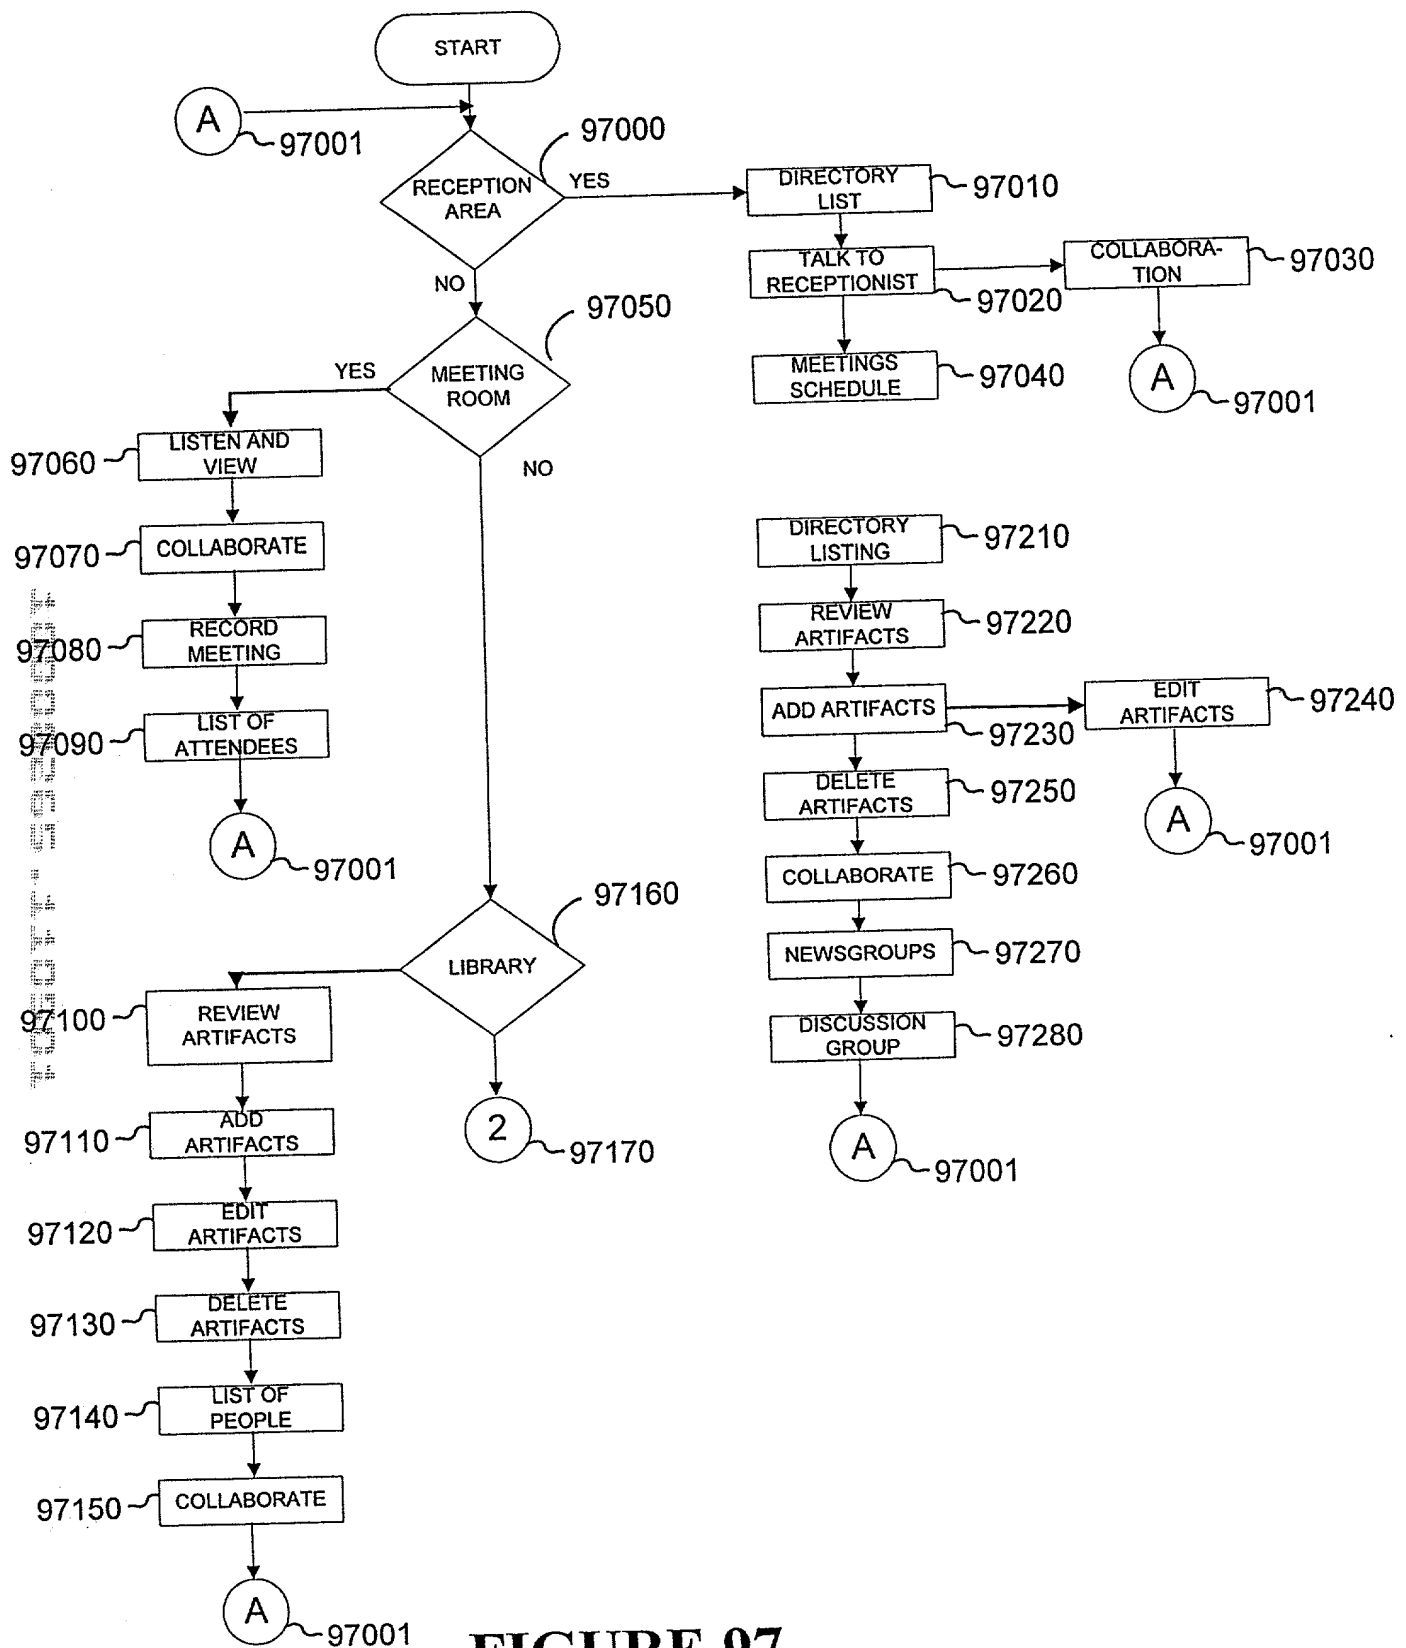 START
A
97001
97000
RECEPTION
AREA
YES
DIRECTORY
LIST
97010
TALK TO
RECEPTIONIST
97020
COLLABORA-
TION
97030
NO
97050
MEETING
ROOM
YES
MEETINGS
SCHEDULE
97040
A
97001
NO
LISTEN AND
VIEW
97060
COLLABORATE
97070
RECORD
MEETING
97080
LIST OF
ATTENDEES
97090
A
97001
97160
LIBRARY
REVIEW
ARTIFACTS
97100
2
97170
ADD
ARTIFACTS
97110
EDIT
ARTIFACTS
97120
DELETE
ARTIFACTS
97130
LIST OF
PEOPLE
97140
COLLABORATE
97150
A
97001
DIRECTORY
LISTING
97210
REVIEW
ARTIFACTS
97220
ADD ARTIFACTS
97230
EDIT
ARTIFACTS
97240
A
97001
DELETE
ARTIFACTS
97250
COLLABORATE
97260
NEWSGROUPS
97270
DISCUSSION
GROUP
97280
A
97001
FIGURE 97